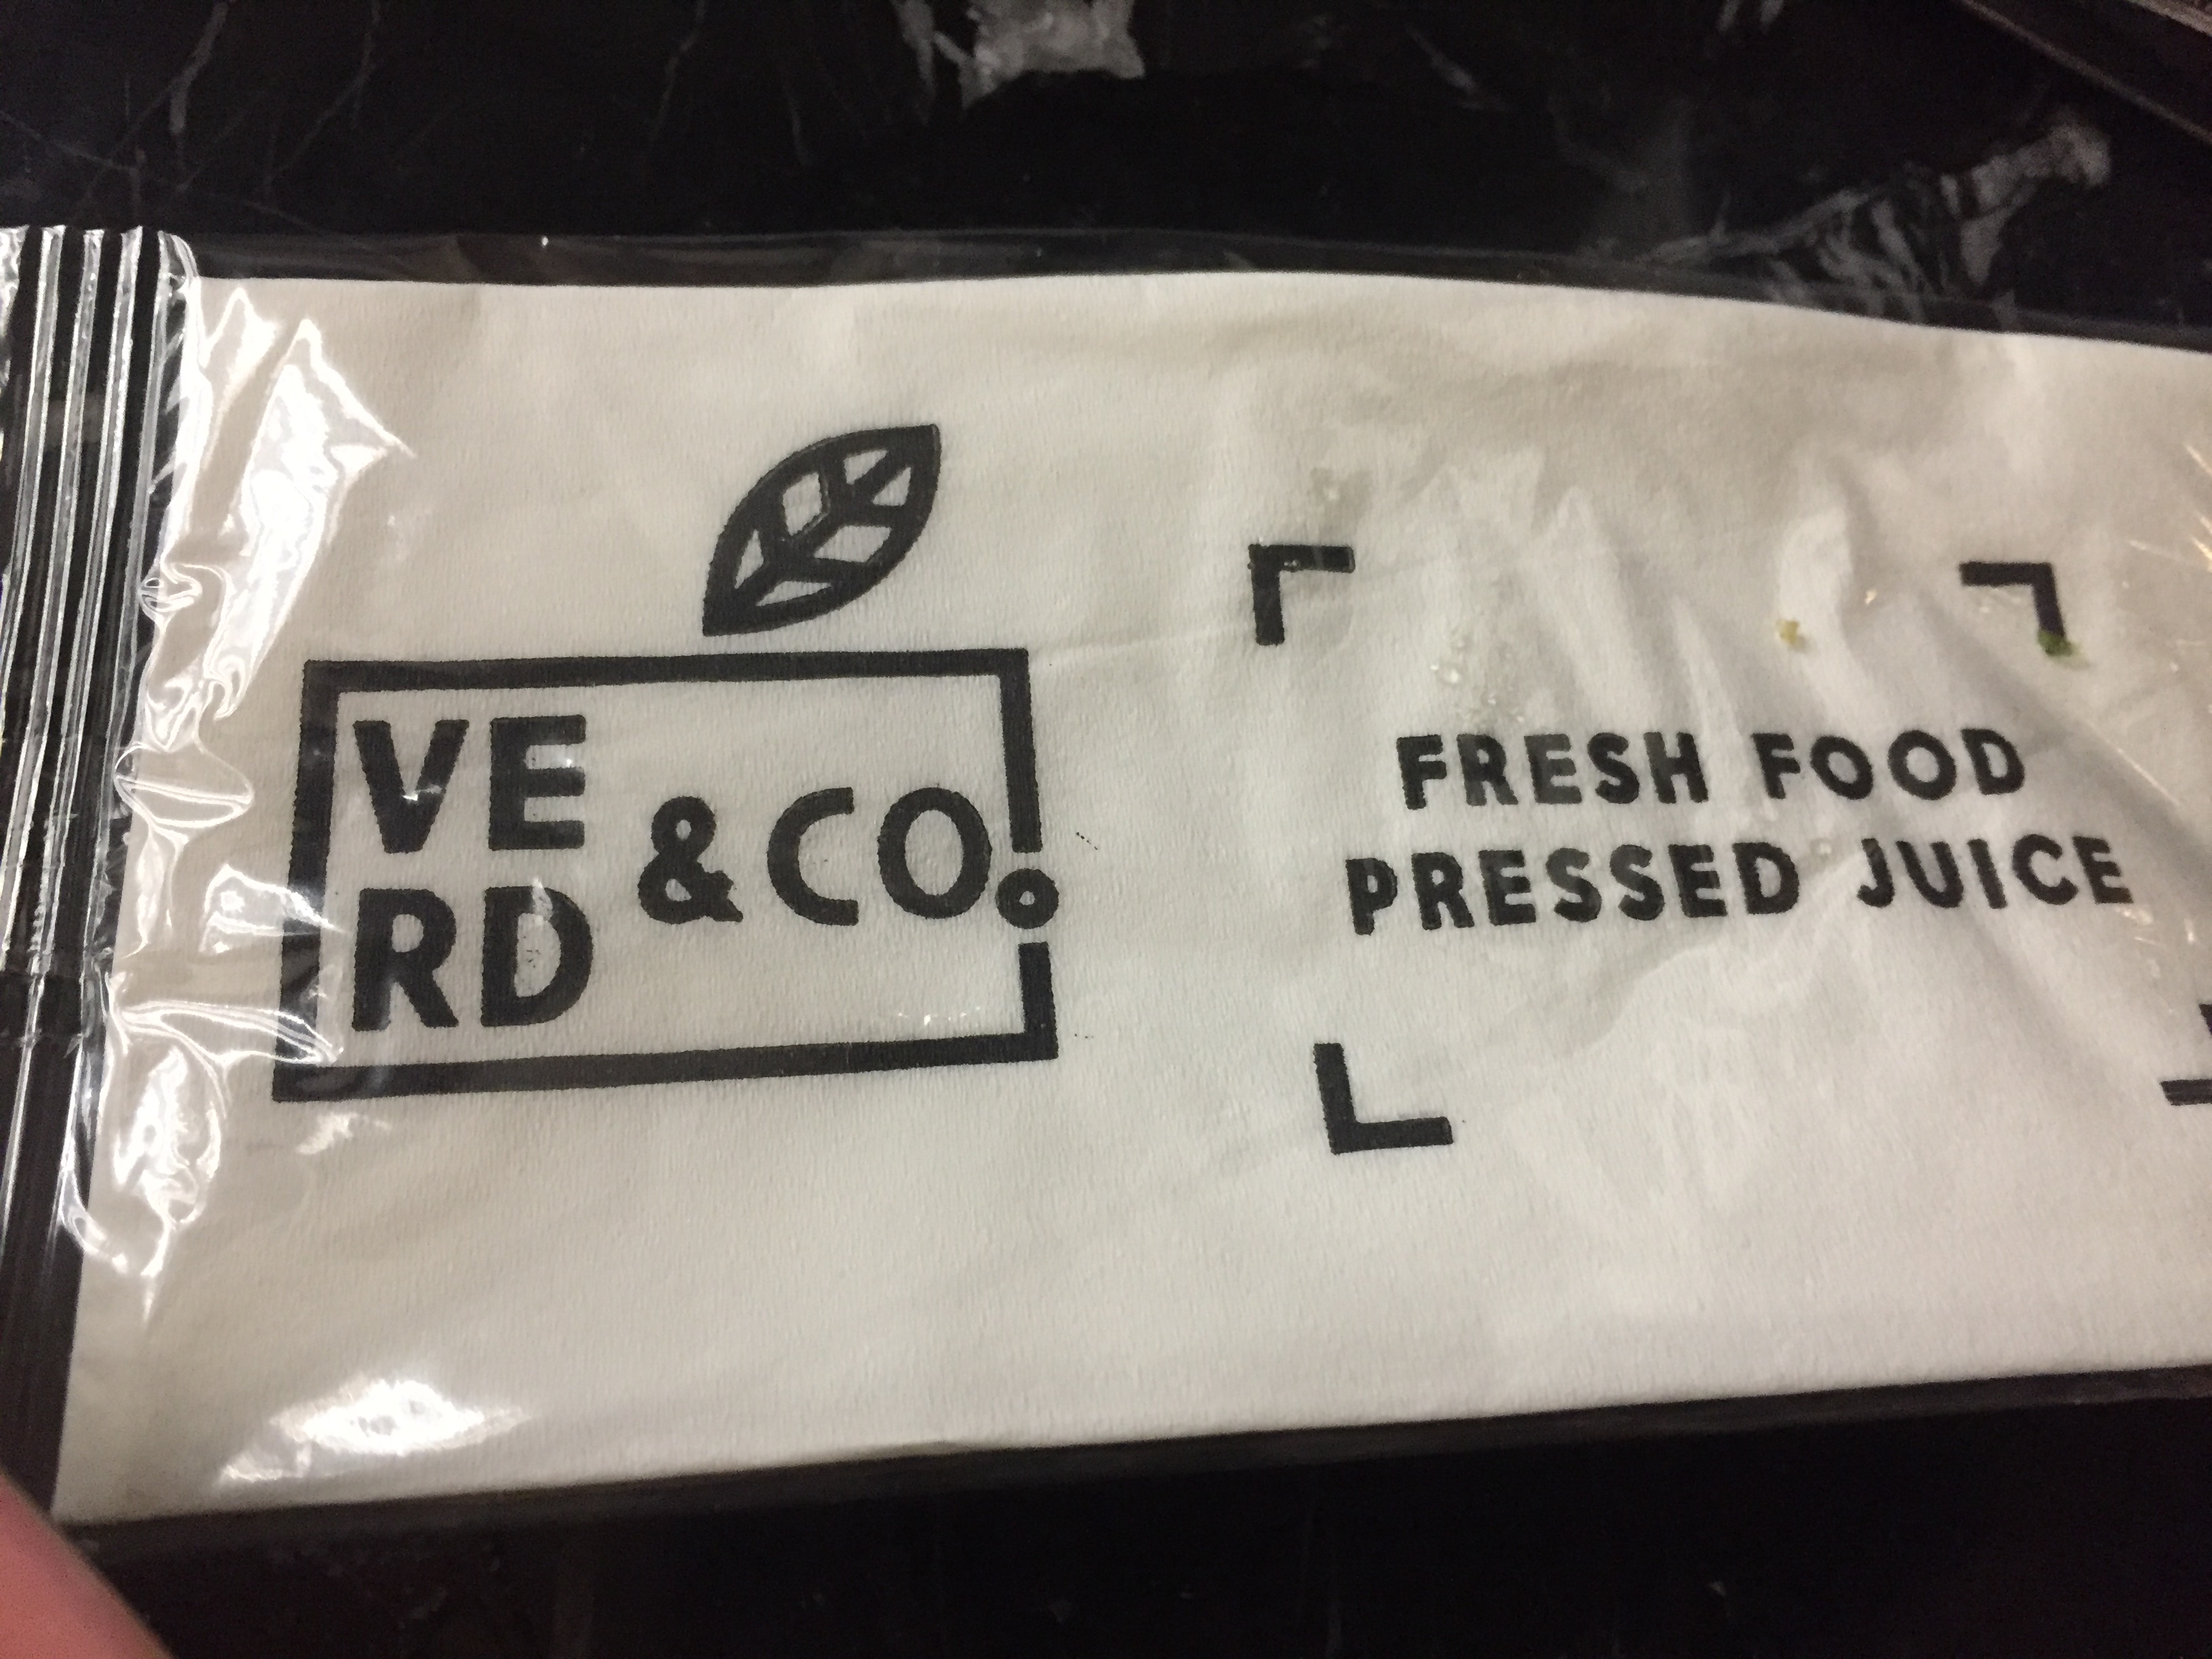 VE
RD
& CO.
FRESH FOOD
PRESSED JUICE